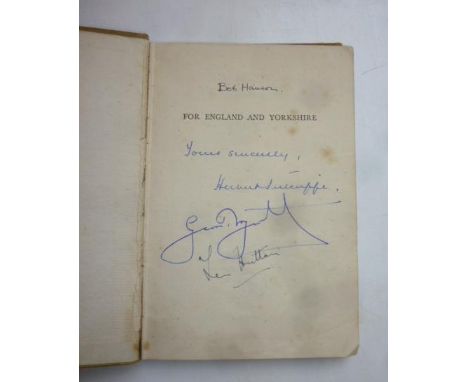 Bob Hanson.
FOR ENGLAND AND YORKSHIRE
Yours sincerely,
Herbert Sutcliffe.
Len Hutton